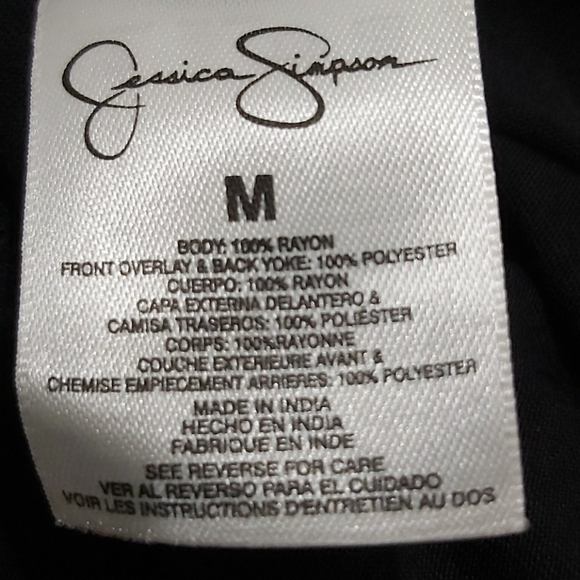 Jessica Simpson
M
BODY: 100% RAYON
FRONT OVERLAY & BACK YOKE: 100% POLYESTER
CUERPO: 100% RAYON
CAPA EXTERNA DELANTERO &
CAMISA TRASEROS: 100% POLIÉSTER
CORPS: 100%RAYONNE
COUCHE EXTERIEURE AVANT &
CHEMISE EMPIECEMENT ARRIERES: 100% POLYESTER
MADE IN INDIA
HECHO EN INDIA
FABRIQUE EN INDE
SEE REVERSE FOR CARE
VER AL REVERSO PARA EL CUIDADO
VOIR LES INSTRUCTIONS D'ENTRETIEN AU DOS